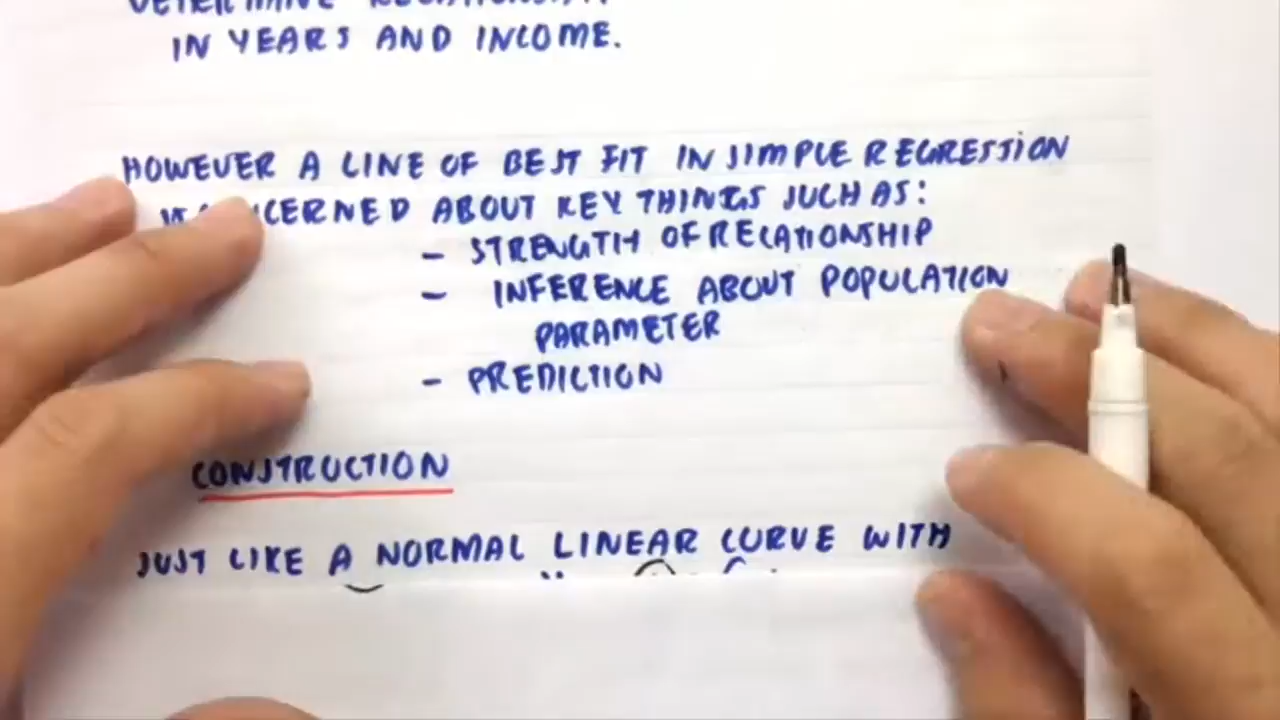 IN YEARS AND INCOME.
HOWEVER A LINE OF BEST FIT IN SIMPLE REGRESSION
ABOUT KEY THINGS SUCH AS:
- STRENGTH OF RELATIONSHIP
- INFERENCE ABOUT POPULATION
PARAMETER
- PREDICTION
CONSTRUCTION
JUST LIKE A NORMAL LINEAR CURVE WITH